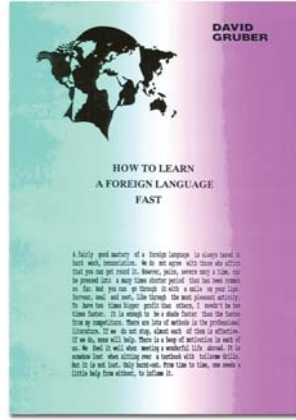 DAVID
GRUBER
HOW TO LEARN
A FOREIGN LANGUAGE
FAST
A fairly good mastery of a foreign language is always based on
hard work, renunciation. We do not agree with those who affirm
that you can get round it. However, pains, severe many a time, can
be pressed into a many times shorter period than has been common
so far. And you can go through it with a smile on your lips.
Fervour, zeal and zest, like through the most pleasant activity.
To have ten times bigger profit than others, I needn't be ten
times faster. It is enough to be a shade faster than the fastest
from my competitors. There are lots of methods in the professional
literature. If we do not stop, almost each of them is effective.
If we do, none will help. There is a heap of motivation in each of
us. We feel it well when meeting a wonderful life abroad. It is
somehow lost when sitting over a textbook with toilsome drills.
But it is not lost. Only burnt-out. From time to time, one needs a
little help from without, to inflame it.